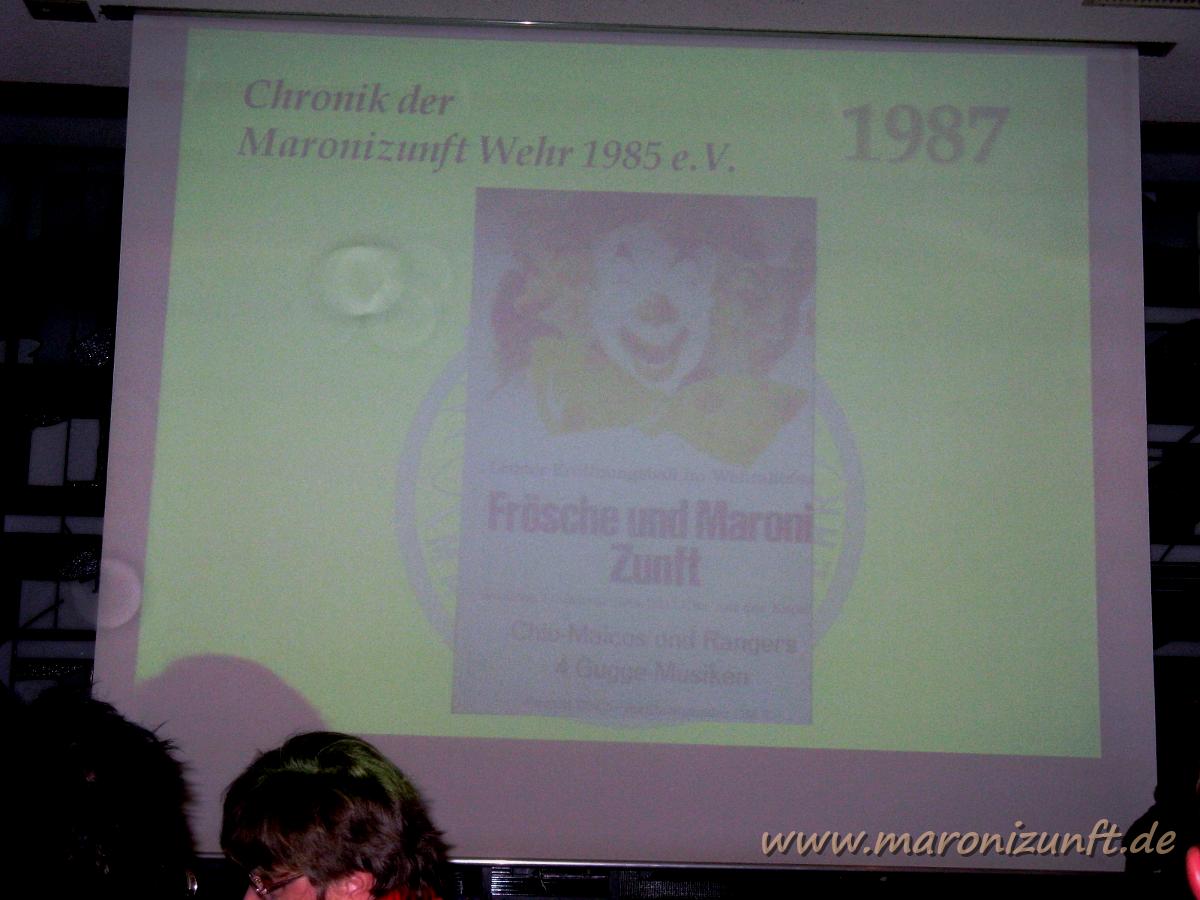 Chronik der
Maronizunft Wehr 1985 e.V.
1987
Frösche und Maroni
Zunft
Chio-Maicos und Rangers
4 Gugge-Musiken
www.maronizunft.de